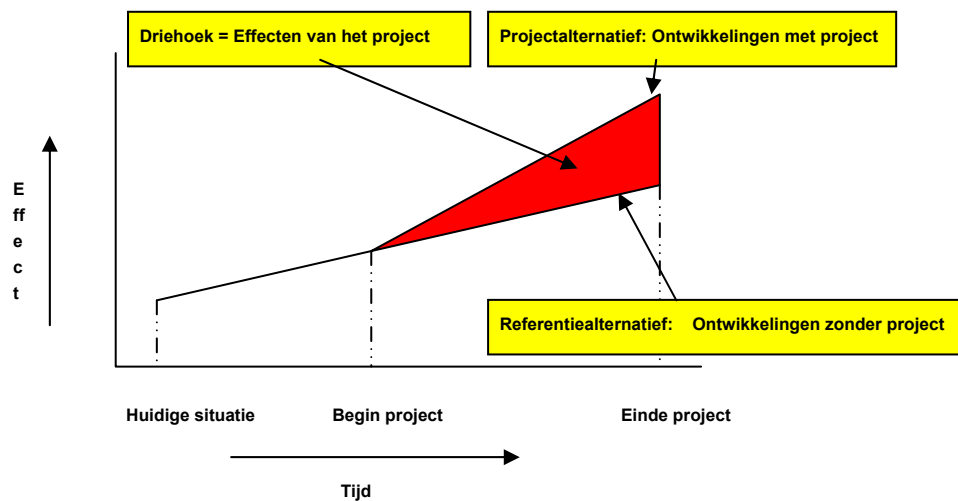 Driehoek = Effecten van het project
Projectalternatief: Ontwikkelingen met project
E
ff
e
c
t
Referentiealternatief: Ontwikkelingen zonder project
Huidige situatie
Begin project
Einde project
Tijd